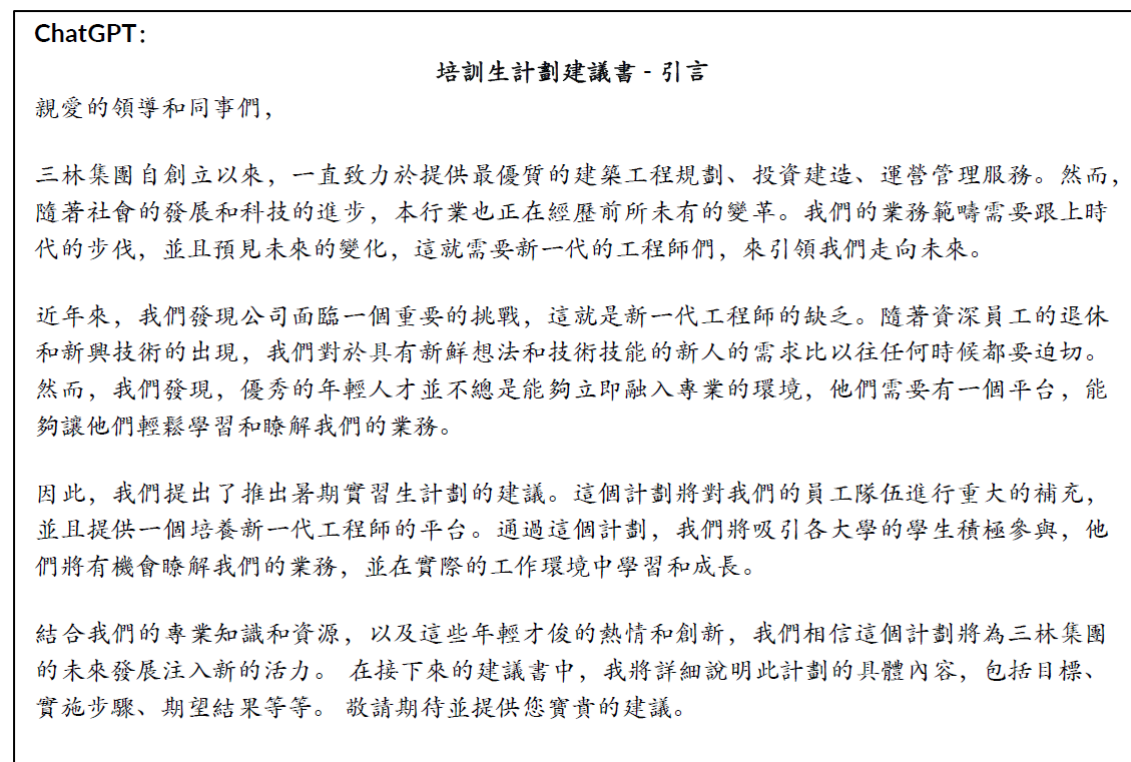 ChatGPT:
培訓生計劃建議書 - 引言
親愛的領導和同事們，
三林集團自創立以來，一直致力於提供最優質的建築工程規劃、投資建造、運營管理服務。然而，
隨著社會的發展和科技的進步，本行業也正在經歷前所未有的變革。我們的業務範疇需要跟上時
代的步伐，並且預見未來的變化，這就需要新一代的工程師們，來引領我們走向未來。
近年來，我們發現公司面臨一個重要的挑戰，這就是新一代工程師的缺乏。隨著資深員工的退休
和新興技術的出現，我們對於具有新鮮想法和技術技能的新人的需求比以往任何時候都要迫切。
然而，我們發現，優秀的年輕人才並不總是能夠立即融入專業的環境，他們需要有一個平台，能
夠讓他們輕鬆學習和瞭解我們的業務。
因此，我們提出了推出暑期實習生計劃的建議。這個計劃將對我們的員工隊伍進行重大的補充，
並且提供一個培養新一代工程師的平台。通過這個計劃，我們將吸引各大學的學生積極參與，他
們將有機會瞭解我們的業務，並在實際的工作環境中學習和成長。
結合我們的專業知識和資源，以及這些年輕才俊的熱情和創新，我們相信這個計劃將為三林集團
的未來發展注入新的活力。 在接下來的建議書中，我將詳細說明此計劃的具體內容，包括目標、
實施步驟、期望結果等等。 敬請期待並提供您寶貴的建議。